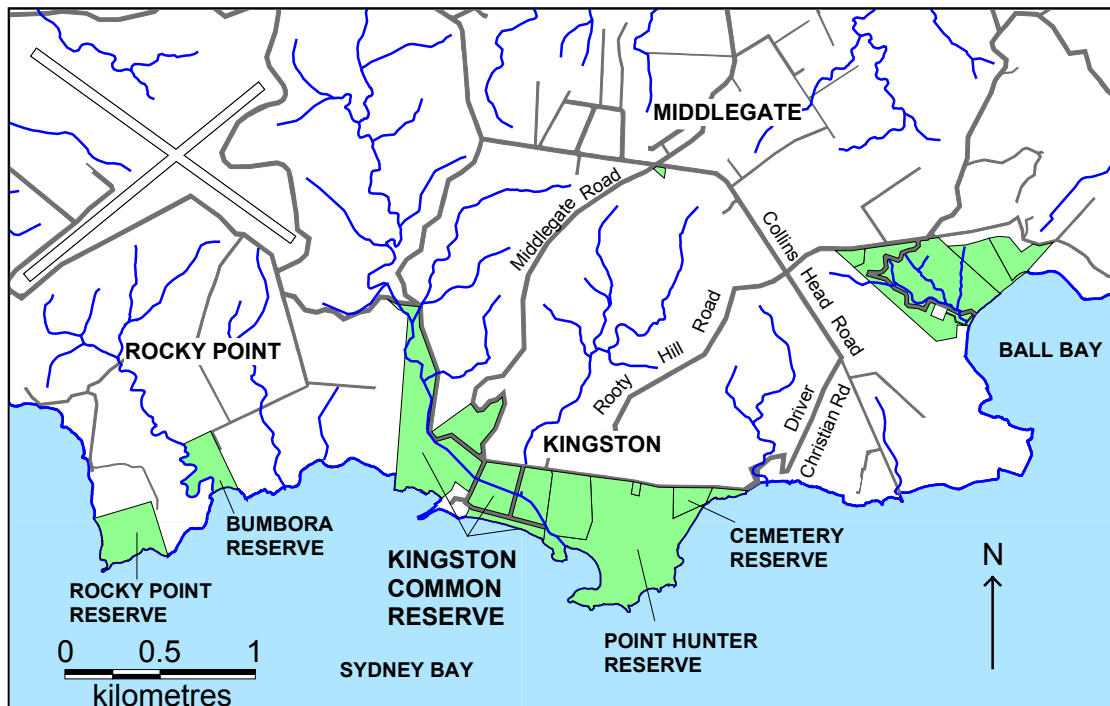 MIDDLEGATE
Middlegate Road
Collins Head Road
Rooty Hill Road
ROCKY POINT
BALL BAY
Driver
Christian Rd
KINGSTON
BUMBORA
RESERVE
CEMETERY
RESERVE
KINGSTON
COMMON
RESERVE
ROCKY POINT
RESERVE
POINT HUNTER
RESERVE
N
0 0.5 1
kilometres
SYDNEY BAY